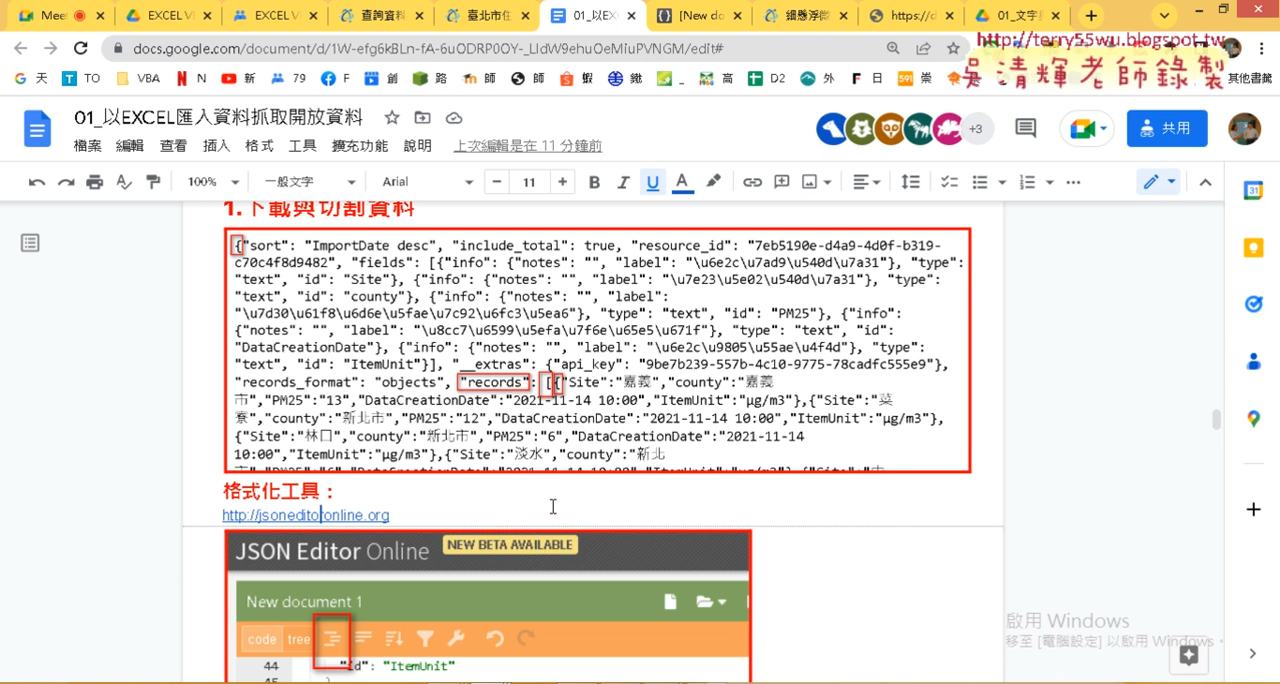 Meet
EXCEL V
EXCEL V
查詢資料
臺北市住
01_以EX
[New do
細懸浮微
https://d
01_文字
docs.google.com/document/d/1W-efg6kBLn-fA-6uODRP0OY-_LIdW9ehuOeMiuPVNGM/edit#
http://terry55wu.blogspot.tw
吳清輝老師錄製
天 TO VBA N 新 79 F 創 路 師 師 蝦 鐵 _ 高 D2 外 日 崇 其他書籤
01_以EXCEL匯入資料抓取開放資料
檔案 編輯 查看 插入 格式 工具 擴充功能 說明 上次編輯是在 11 分鐘前
+3
共用
100% 一般文字 Arial 11
1.下載與切割資料
{"sort": "ImportDate desc", "include_total": true, "resource_id": "7eb5190e-d4a9-4d0f-b319-
c70c4f8d9482", "fields": [{"info": {"notes": "", "label": "\u6e2c\u7ad9\u540d\u7a31"}, "type":
"text", "id": "Site"}, {"info": {"notes": "", "label": "\u7e23\u5e02\u540d\u7a31"}, "type":
"text", "id": "county"}, {"info": {"notes": "", "label":
"\u7d30\u61f8\u6d6e\u5fae\u7c92\u6fc3\u5ea6"}, "type": "text", "id": "PM25"}, {"info":
{"notes": "", "label": "\u8cc7\u6599\u5efa\u7f6e\u65e5\u671f"}, "type": "text", "id":
"DataCreationDate"}, {"info": {"notes": "", "label": "\u6e2c\u9805\u55ae\u4f4d"}, "type":
"text", "id": "ItemUnit"}], "__extras": {"api_key": "9be7b239-557b-4c10-9775-78cadfc555e9"},
"records_format": "objects", "records": [{"Site":"嘉義","county":"嘉義
市","PM25":"13","DataCreationDate":"2021-11-14 10:00","ItemUnit":"μg/m3"},{"Site":"菜
寮","county":"新北市","PM25":"12","DataCreationDate":"2021-11-14 10:00","ItemUnit":"μg/m3"},
{"Site":"林口","county":"新北市","PM25":"6","DataCreationDate":"2021-11-14
10:00","ItemUnit":"μg/m3"},{"Site":"淡水","county":"新北
格式化工具：
http://jsoneditoronline.org
JSON Editor Online NEW BETA AVAILABLE
New document 1
code tree
44 "id": "ItemUnit"
45 }
啟用 Windows
移至 [電腦設定] 以啟用 Windows。